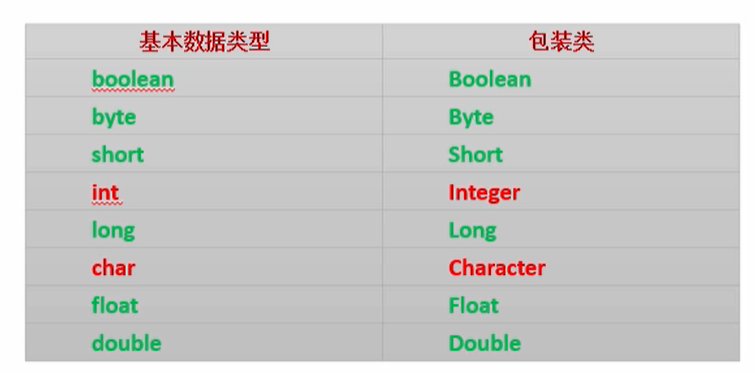 基本数据类型 包装类
boolean Boolean
byte Byte
short Short
int Integer
long Long
char Character
float Float
double Double